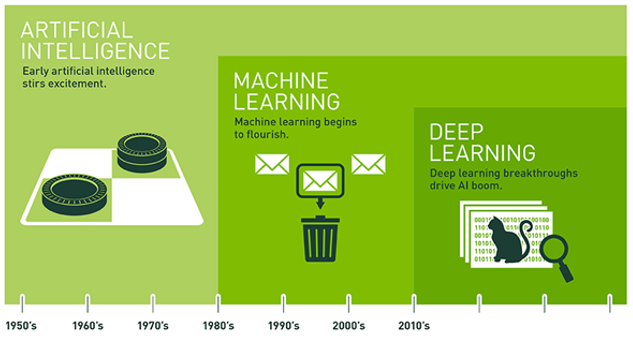 ARTIFICIAL
INTELLIGENCE
Early artificial intelligence
stirs excitement.
MACHINE
LEARNING
Machine learning begins
to flourish.
DEEP
LEARNING
Deep learning breakthroughs
drive AI boom.
1950's 1960's 1970's 1980's 1990's 2000's 2010's